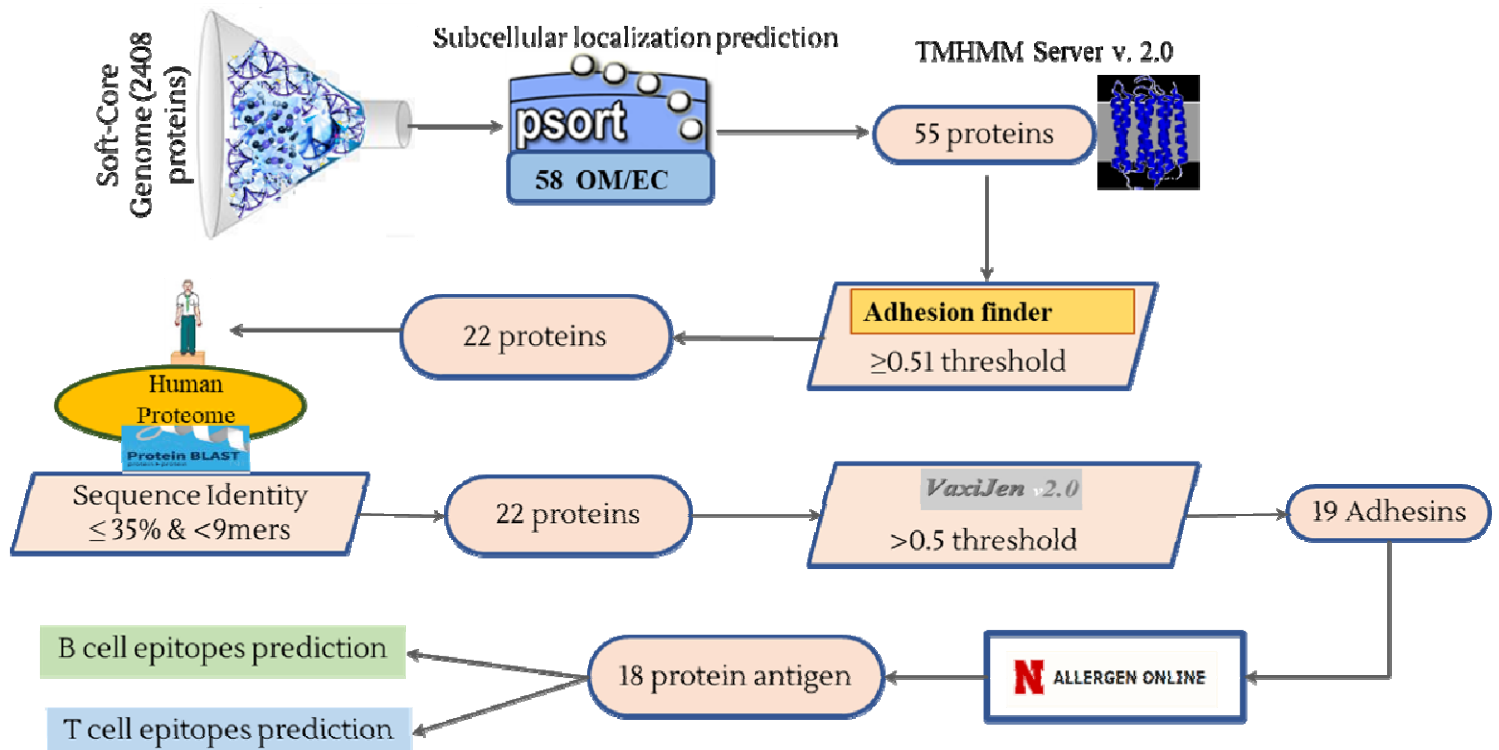 Soft-Core
Genome (2408
proteins)
Subcellular localization prediction
psort
58 OM/EC
TMHMM Server v. 2.0
55 proteins
Adhesion finder
≥0.51 threshold
22 proteins
Human
Proteome
Protein BLAST
Sequence Identity
≤ 35% & <9mers
22 proteins
VaxiJen v2.0
>0.5 threshold
19 Adhesins
N ALLERGEN ONLINE
18 protein antigen
B cell epitopes prediction
T cell epitopes prediction